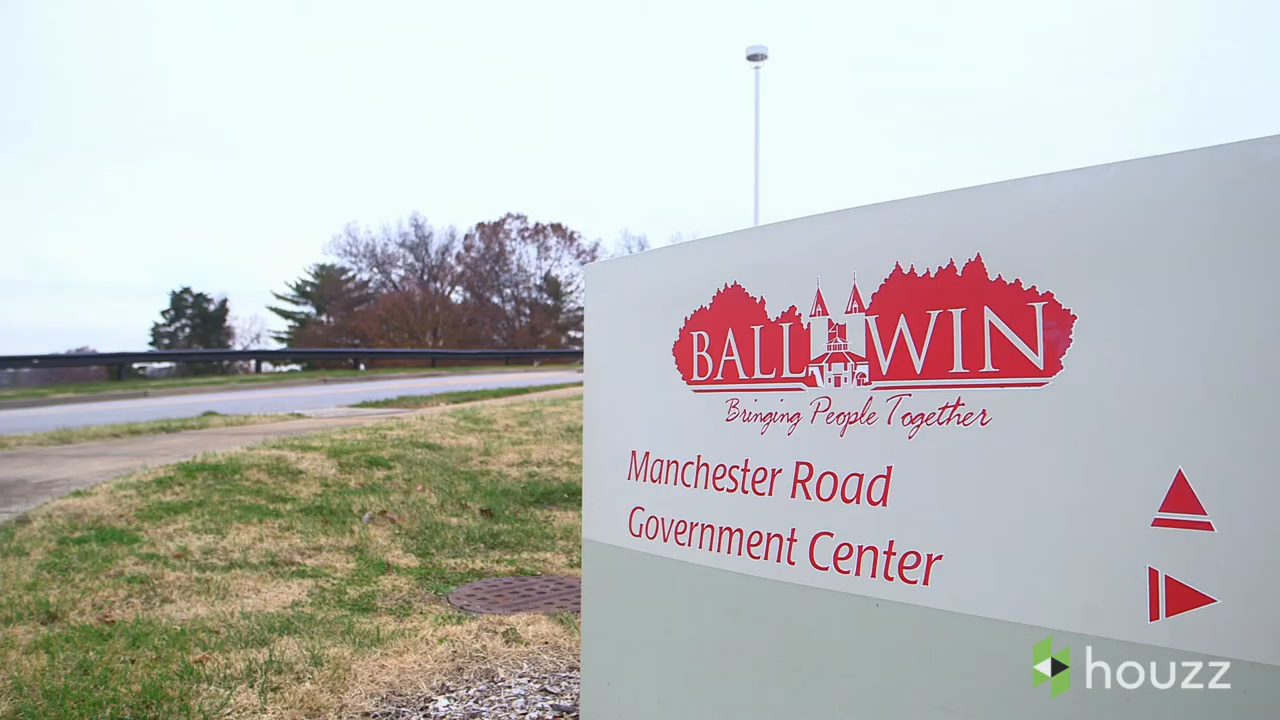 BALLWIN
Bringing People Together
Manchester Road
Government Center
houzz